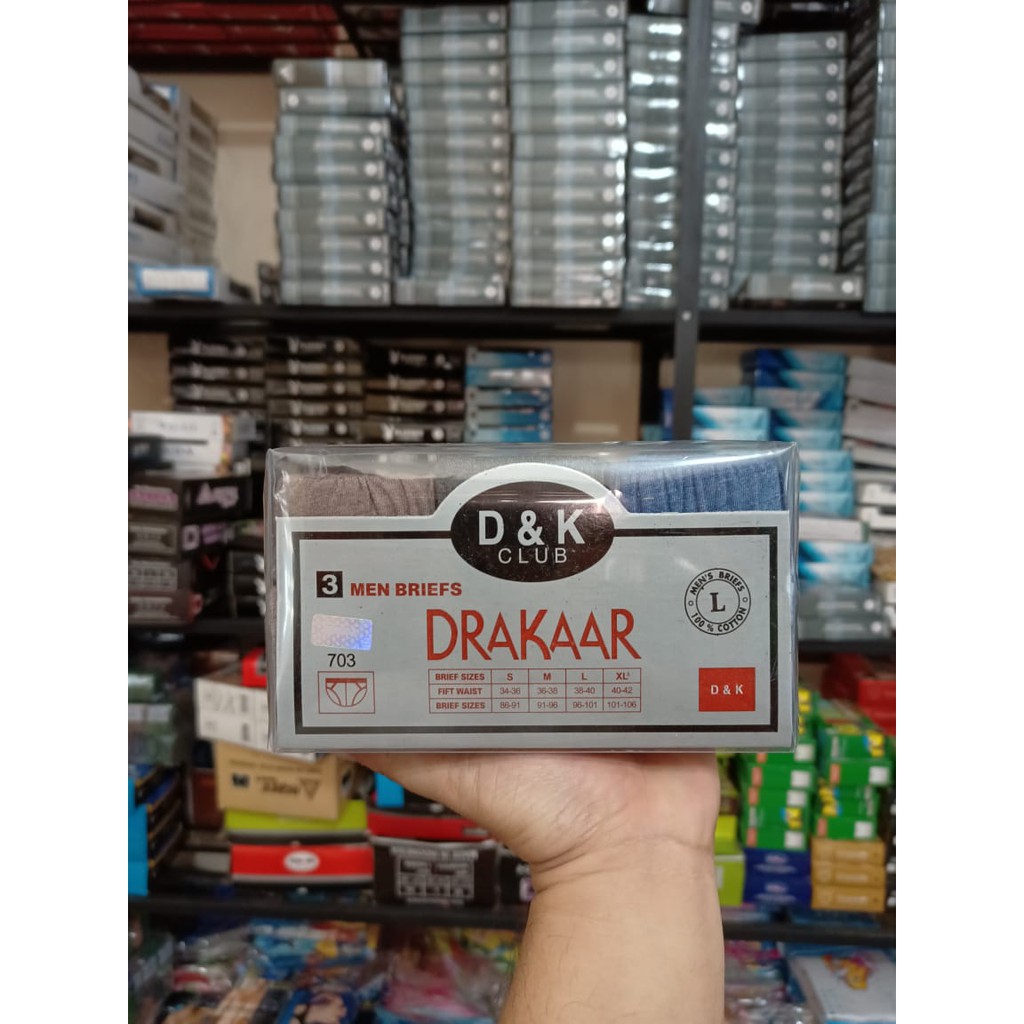 D & K
CLUB
3 MEN BRIEFS
DRAKAAR
703
MEN'S BRIEFS
L
100 % COTTON
BRIEF SIZES S M L XL
FIFT WAIST 34-36 36-38 38-40 40-42
BRIEF SIZES 86-91 91-96 96-101 101-106
D & K